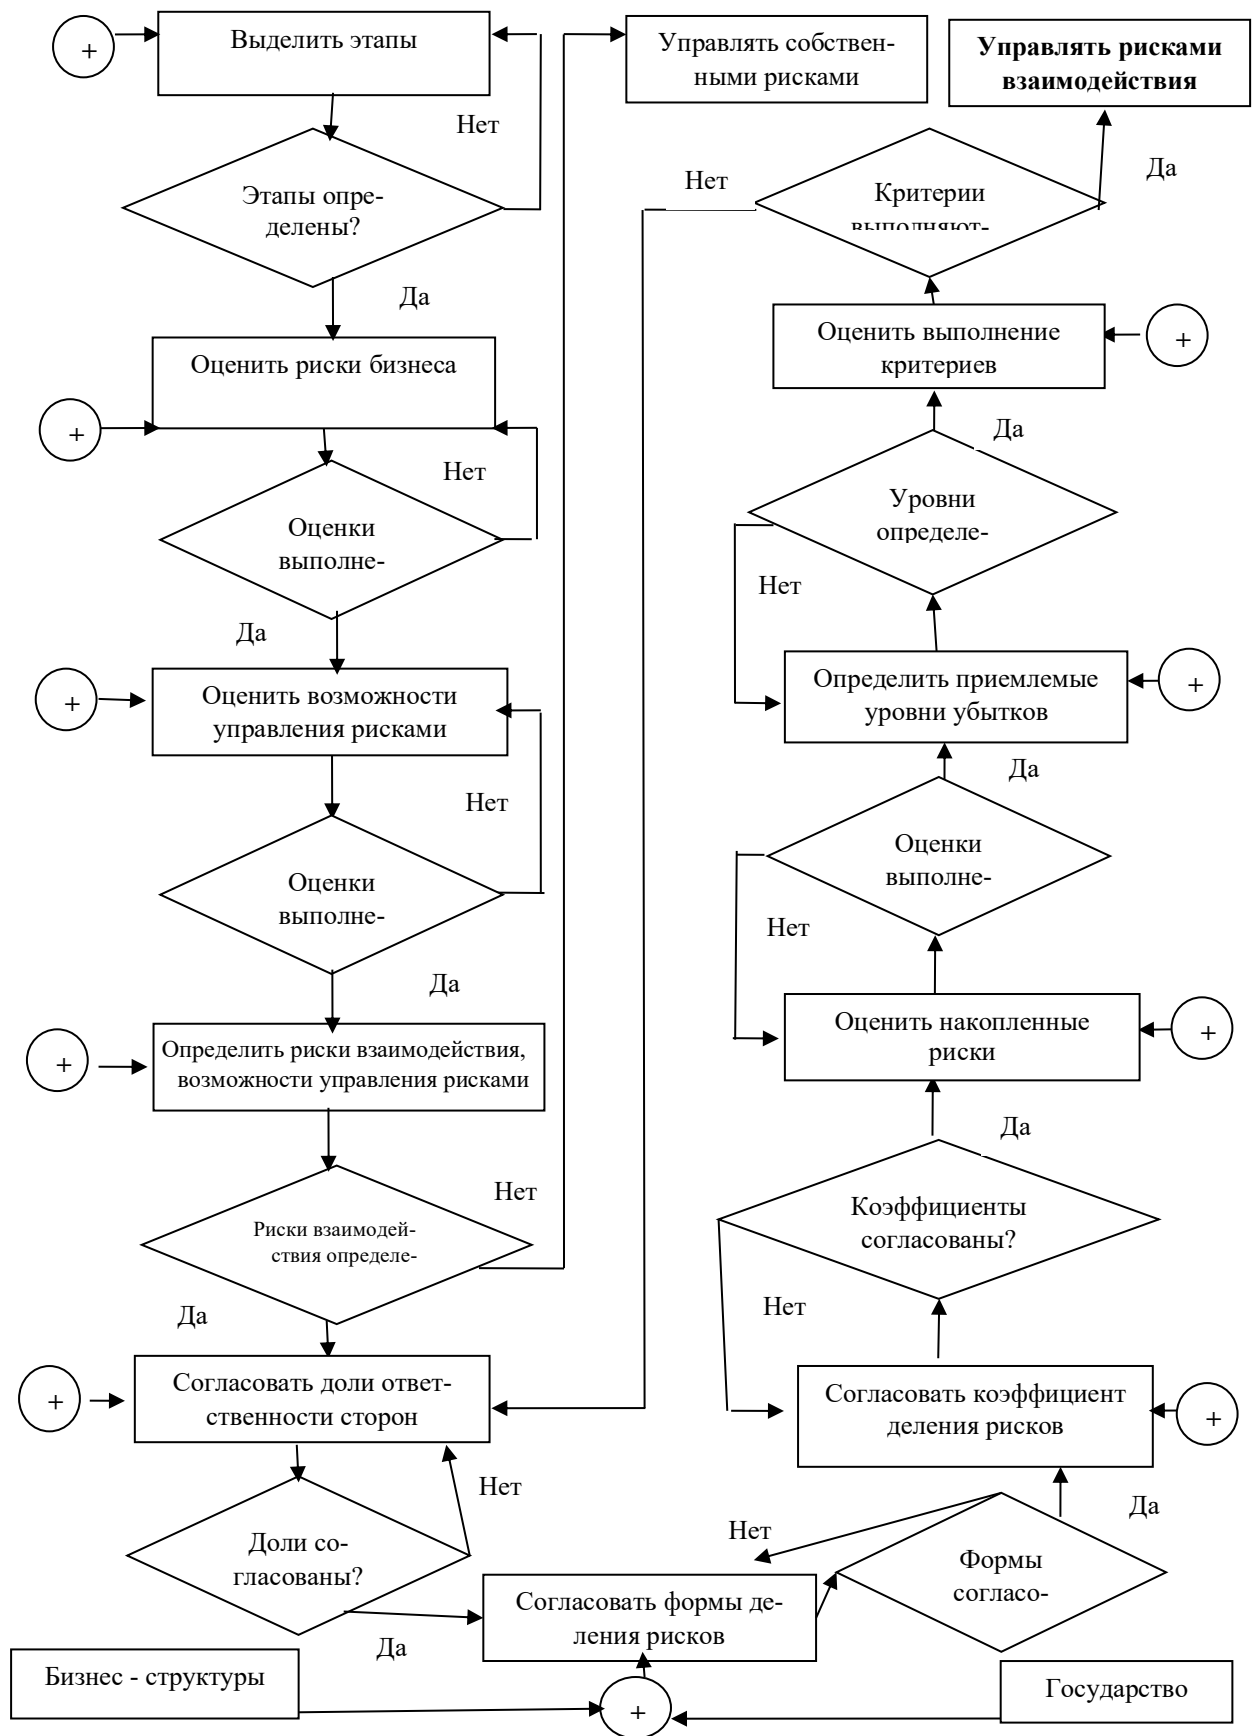 +
Выделить этапы
Нет
Этапы опре-
делены?
Да
Оценить риски бизнеса
+
Нет
Оценки
выполне-
Да
+
Оценить возможности
управления рисками
Нет
Оценки
выполне-
Да
+
Определить риски взаимодействия,
возможности управления рисками
Нет
Риски взаимодей-
ствия определе-
Да
+
Согласовать доли ответ-
ственности сторон
Нет
Доли со-
гласованы?
Да
Бизнес - структуры
Управлять собствен-
ными рисками
Управлять рисками
взаимодействия
Да
Нет
Критерии
выполняют-
Оценить выполнение
критериев
+
Да
Уровни
определе-
Нет
Определить приемлемые
уровни убытков
+
Да
Оценки
выполне-
Нет
Оценить накопленные
риски
+
Да
Коэффициенты
согласованы?
Нет
Согласовать коэффициент
деления рисков
+
Да
Нет
Формы
согласо-
Согласовать формы де-
ления рисков
+
Государство